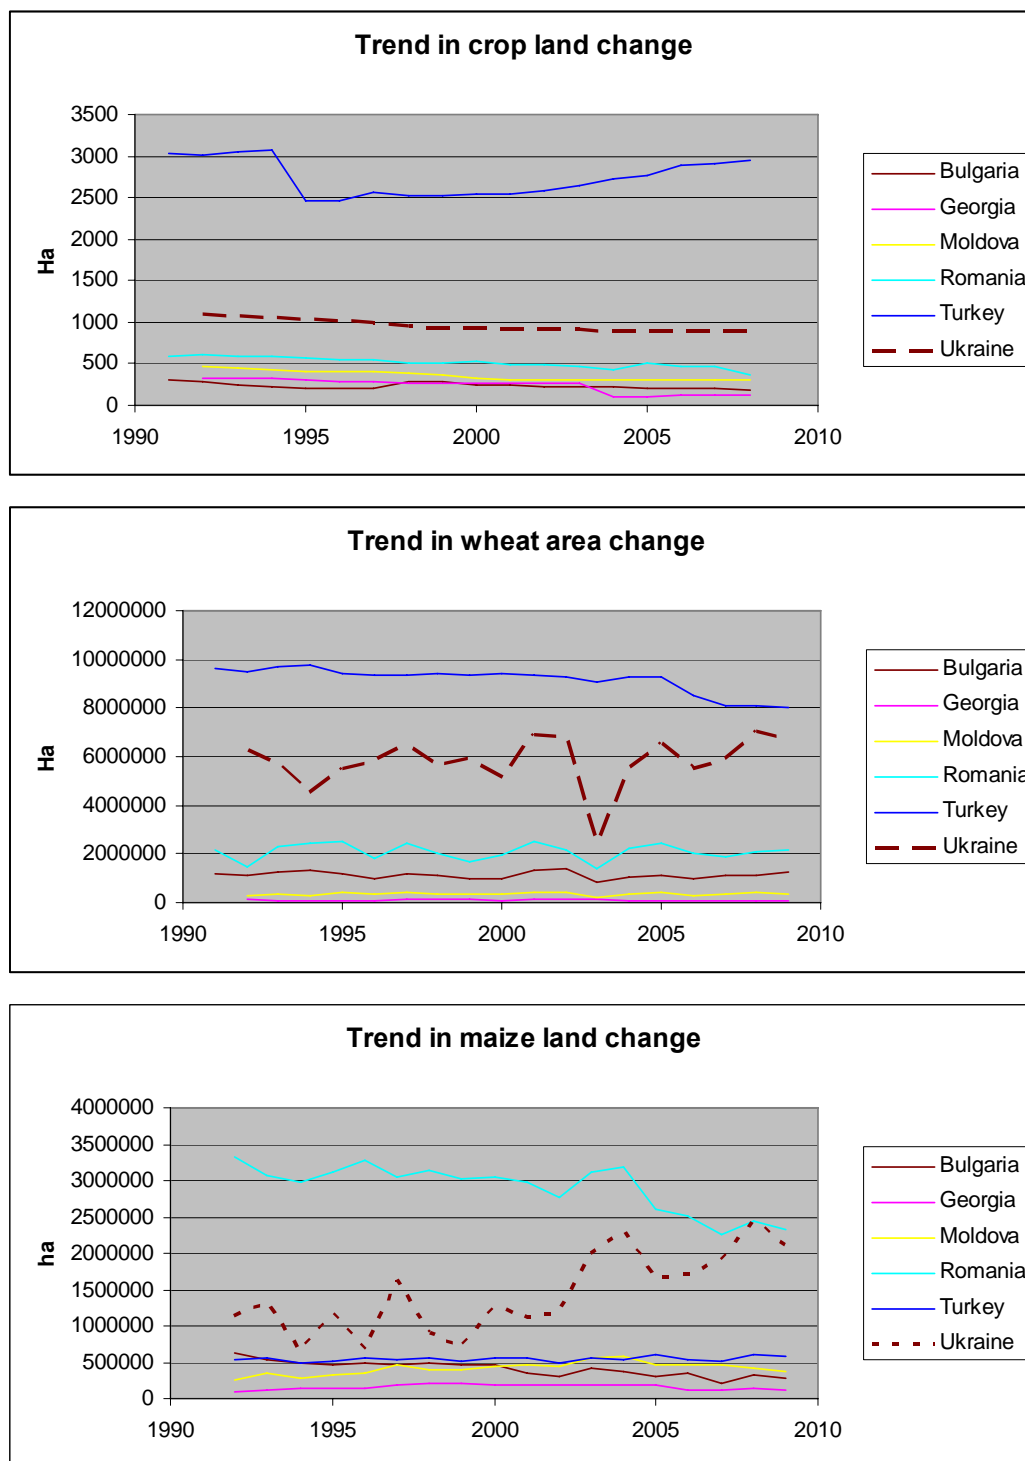 Trend in crop land change
3500
3000
2500
2000
1500
1000
500
0
Ha
1990 1995 2000 2005 2010
Bulgaria
Georgia
Moldova
Romania
Turkey
Ukraine
Trend in wheat area change
12000000
10000000
8000000
6000000
4000000
2000000
0
Ha
1990 1995 2000 2005 2010
Bulgaria
Georgia
Moldova
Romania
Turkey
Ukraine
Trend in maize land change
4000000
3500000
3000000
2500000
2000000
1500000
1000000
500000
0
ha
1990 1995 2000 2005 2010
Bulgaria
Georgia
Moldova
Romania
Turkey
Ukraine